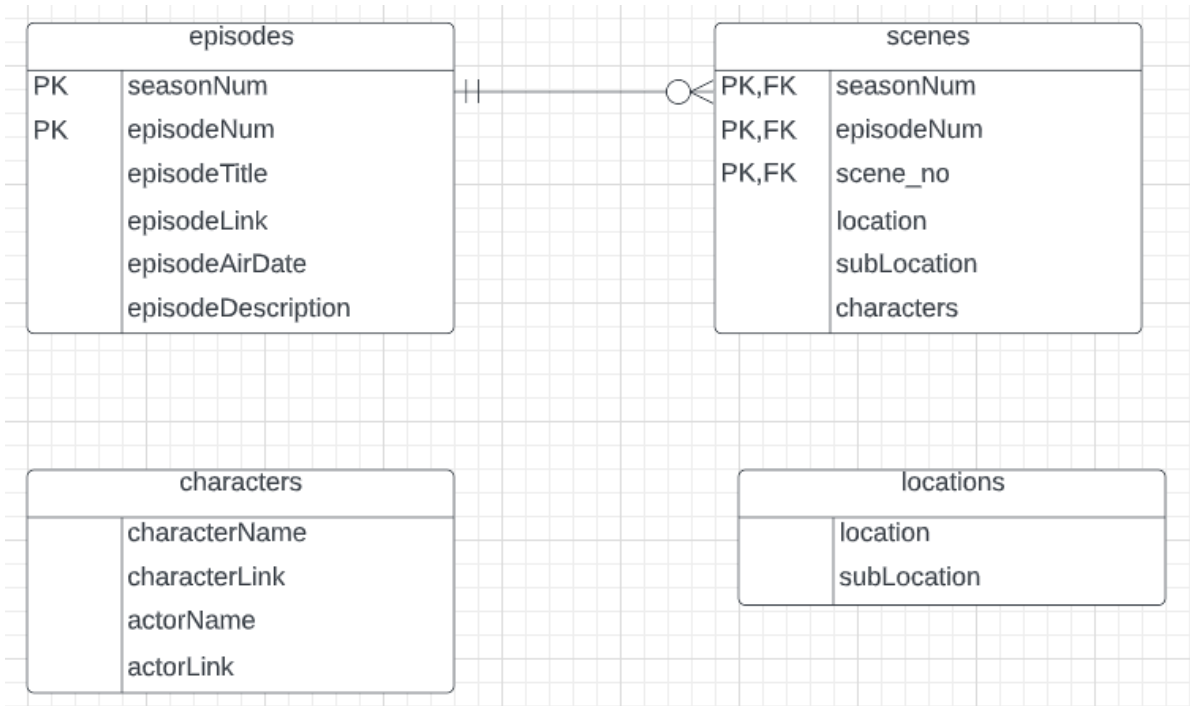 episodes
PK seasonNum
PK episodeNum
episodeTitle
episodeLink
episodeAirDate
episodeDescription
scenes
PK,FK seasonNum
PK,FK episodeNum
PK,FK scene_no
location
subLocation
characters
characters
characterName
characterLink
actorName
actorLink
locations
location
subLocation